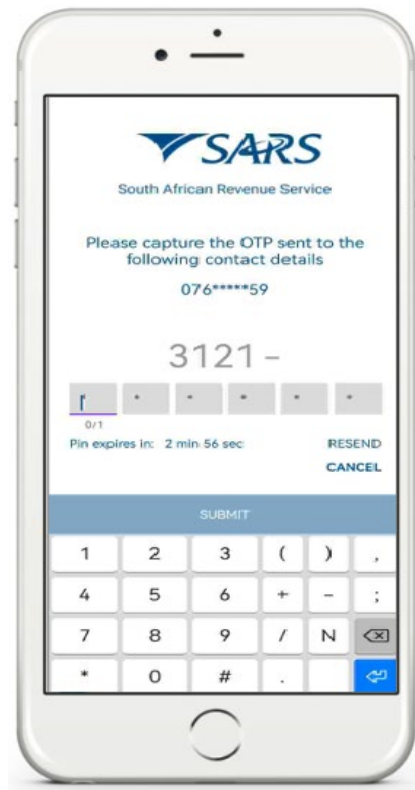 SARS
South African Revenue Service
Please capture the OTP sent to the
following contact details
076*****59
3121 –
* * * * *
0/1
Pin expires in: 2 min 56 sec
RESEND
CANCEL
SUBMIT
1 2 3 ( ) ,
4 5 6 + - ;
7 8 9 / N
* 0 # .